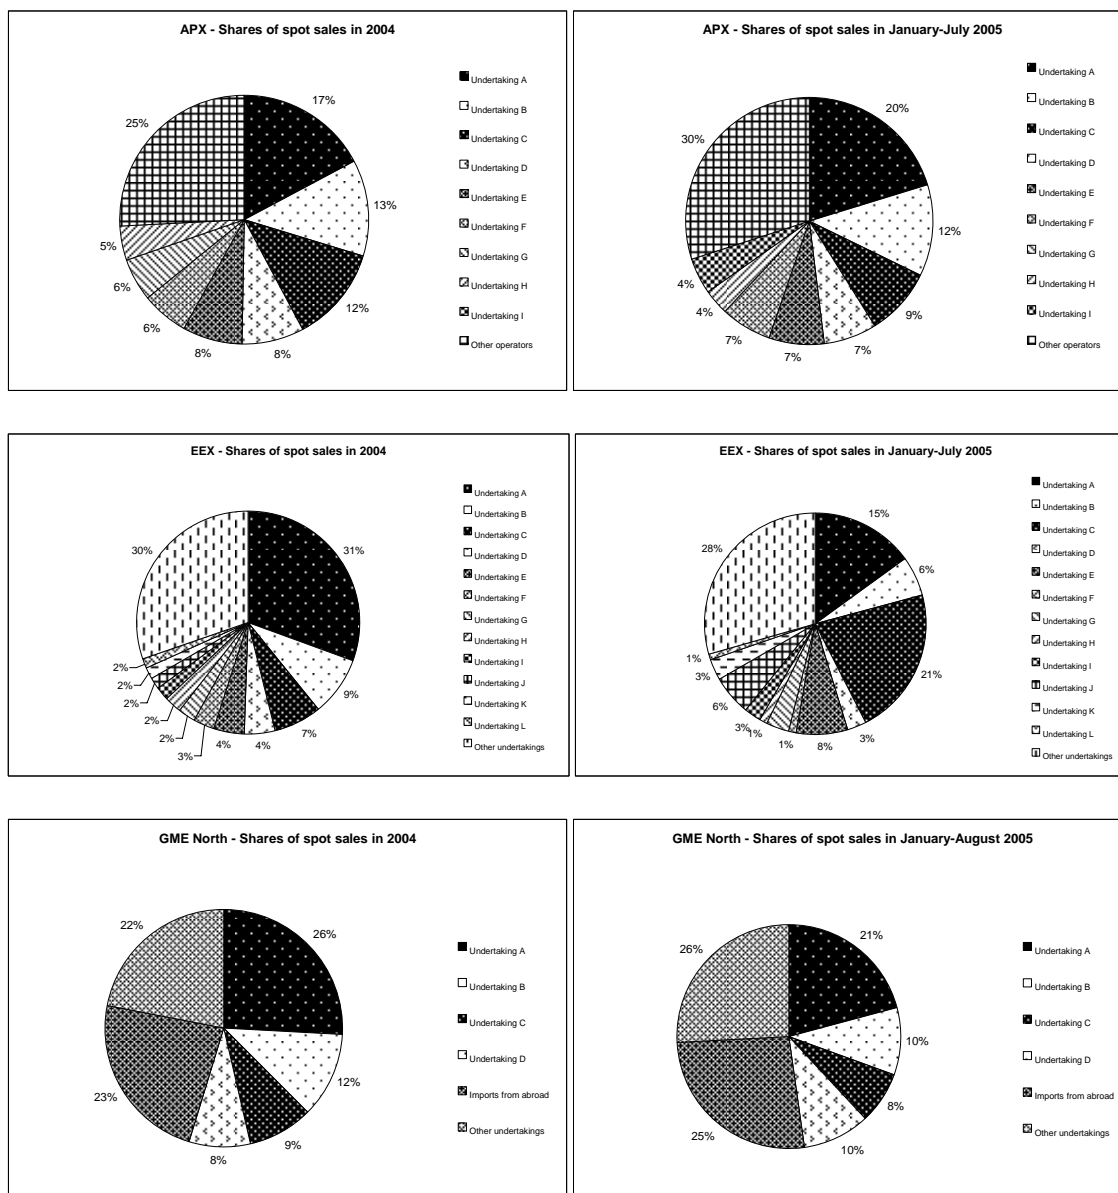 APX - Shares of spot sales in 2004
17%
13%
12%
8%
8%
6%
6%
5%
25%
Undertaking A
Undertaking B
Undertaking C
Undertaking D
Undertaking E
Undertaking F
Undertaking G
Undertaking H
Undertaking I
Other operators
APX - Shares of spot sales in January-July 2005
20%
12%
9%
7%
7%
7%
4%
4%
30%
Undertaking A
Undertaking B
Undertaking C
Undertaking D
Undertaking E
Undertaking F
Undertaking G
Undertaking H
Undertaking I
Other operators
EEX - Shares of spot sales in 2004
31%
9%
7%
4%
4%
3%
2%
2%
2%
2%
2%
30%
Undertaking A
Undertaking B
Undertaking C
Undertaking D
Undertaking E
Undertaking F
Undertaking G
Undertaking H
Undertaking I
Undertaking J
Undertaking K
Undertaking L
Other undertakings
EEX - Shares of spot sales in January-July 2005
15%
6%
21%
3%
8%
1%
1%
3%
6%
3%
1%
28%
Undertaking A
Undertaking B
Undertaking C
Undertaking D
Undertaking E
Undertaking F
Undertaking G
Undertaking H
Undertaking I
Undertaking J
Undertaking K
Undertaking L
Other undertakings
GME North - Shares of spot sales in 2004
26%
12%
9%
8%
23%
22%
Undertaking A
Undertaking B
Undertaking C
Undertaking D
Imports from abroad
Other undertakings
GME North - Shares of spot sales in January-August 2005
21%
10%
8%
10%
25%
26%
Undertaking A
Undertaking B
Undertaking C
Undertaking D
Imports from abroad
Other undertakings